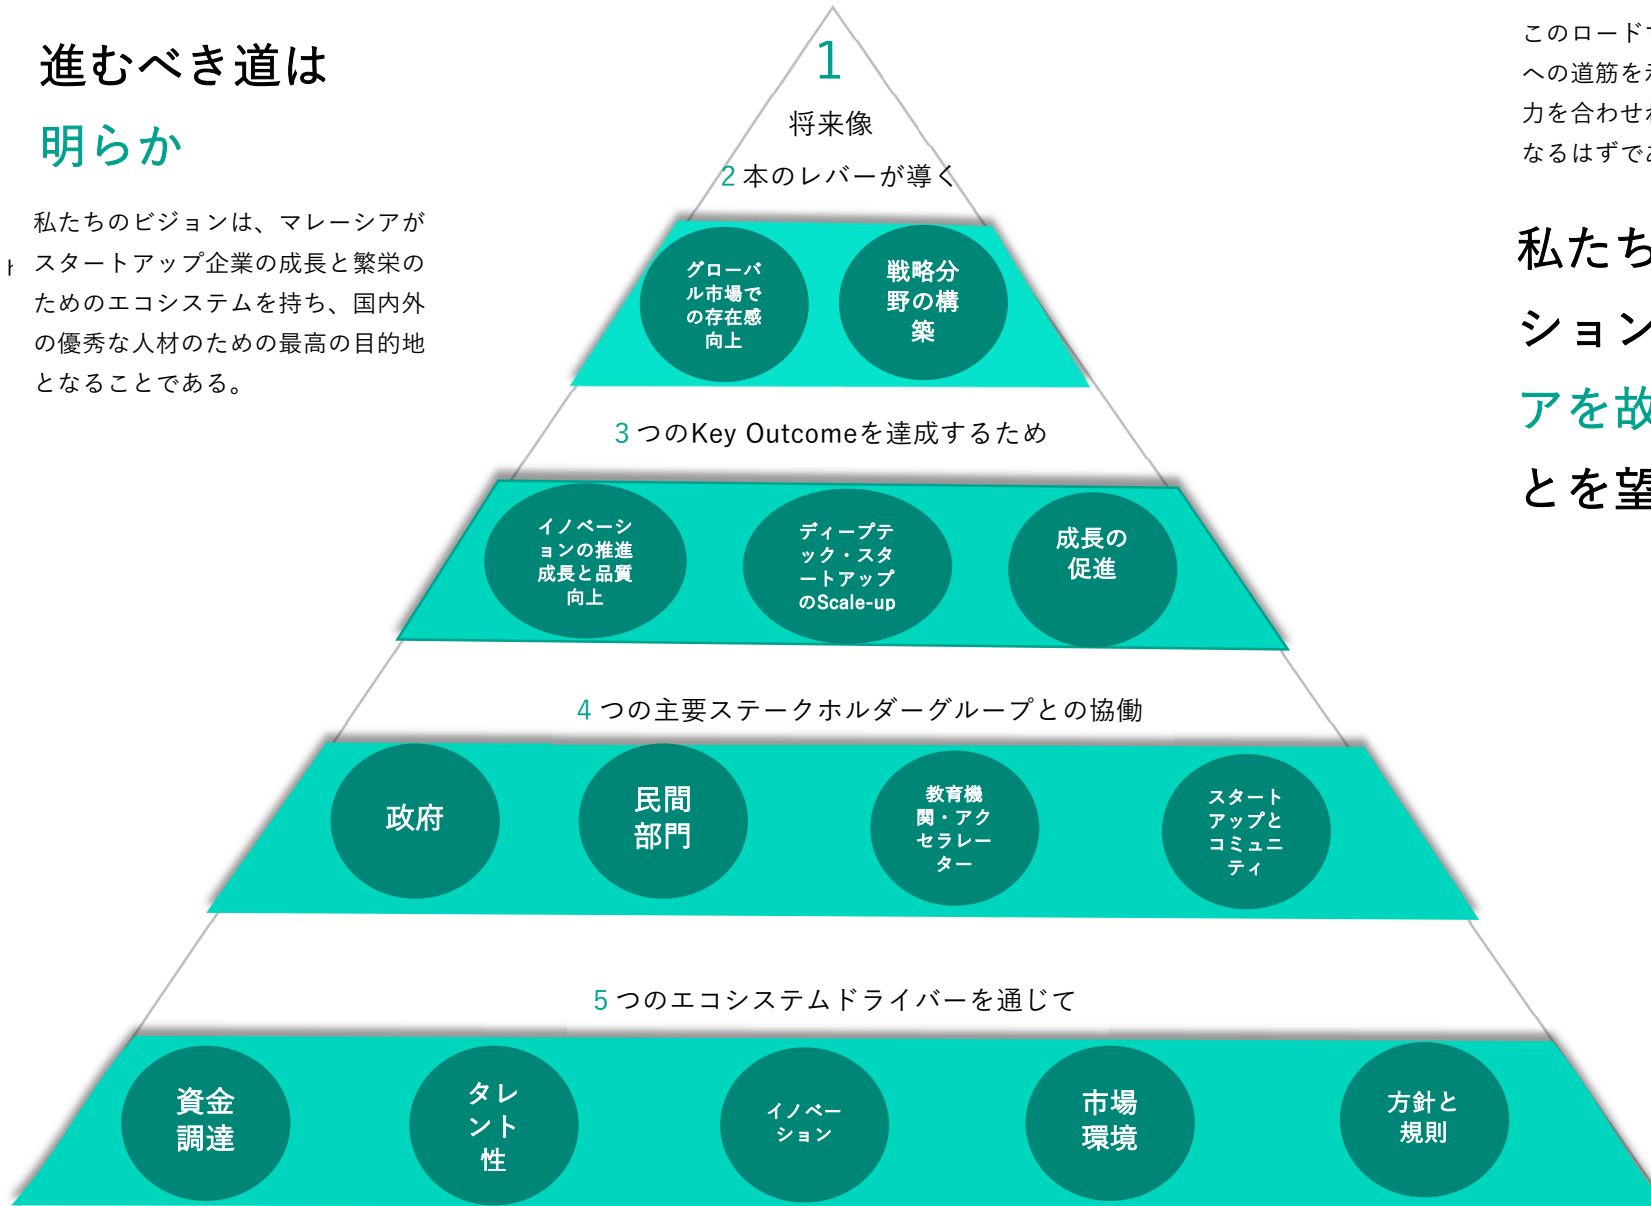 進むべき道は
明らか
私たちのビジョンは、マレーシアが
スタートアップ企業の成長と繁栄の
ためのエコシステムを持ち、国内外
の優秀な人材のための最高の目的地
となることである。
1
将来像
2 本のレバーが導く
グローバ
ル市場で
の存在感
向上
戦略分
野の構
築
3 つのKey Outcomeを達成するため
イノベーシ
ョンの推進
成長と品質
向上
ディープテ
ック・スタ
ートアップ
のScale-up
成長の
促進
4 つの主要ステークホルダーグループとの協働
政府
民間
部門
教育機
関・アク
セラレー
ター
スタート
アップと
コミュニ
ティ
5 つのエコシステムドライバーを通じて
資金
調達
タレ
ント
性
イノベー
ション
市場
環境
方針と
規則
このロード
への道筋を
力を合わせ
なるはずで
私たち
ション
アを故
とを望